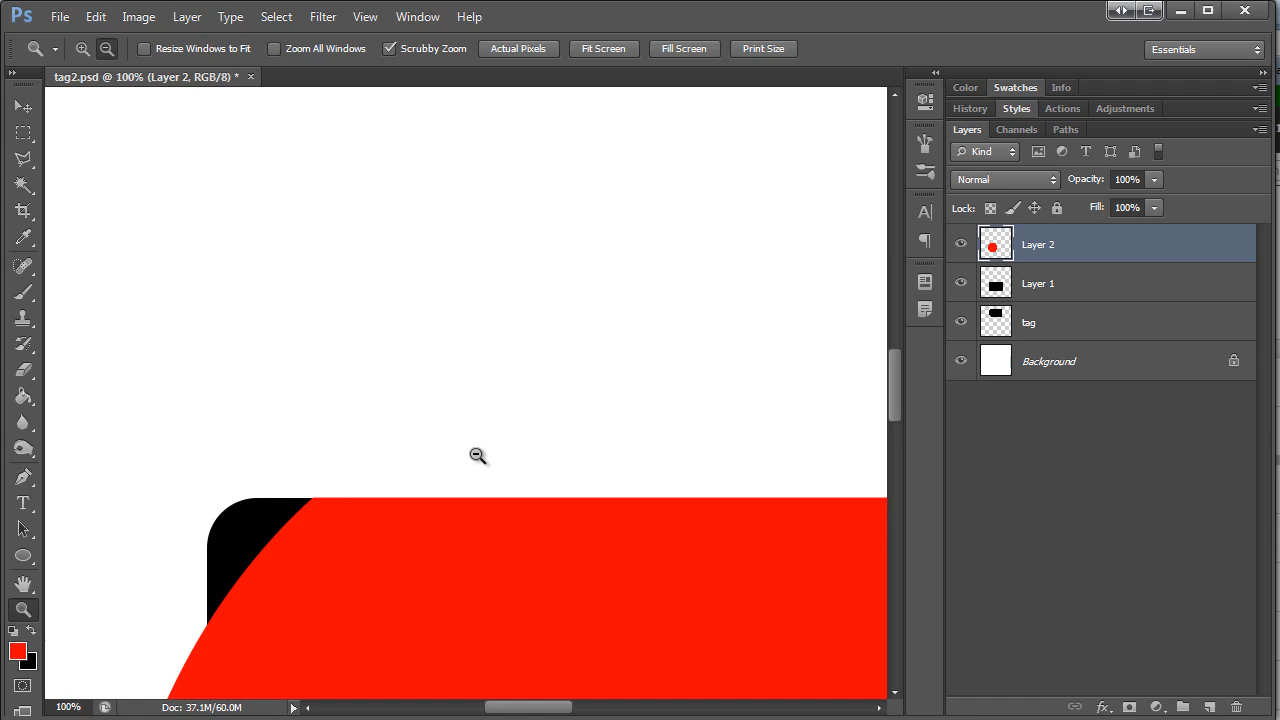 Ps File Edit Image Layer Type Select Filter View Window Help
Resize Windows to Fit Zoom All Windows Scrubby Zoom Actual Pixels Fit Screen Fill Screen Print Size Essentials
tag2.psd @ 100% (Layer 2, RGB/8) * ×
Color Swatches Info
History Styles Actions Adjustments
Layers Channels Paths
Kind
Normal Opacity: 100%
Lock: Fill: 100%
Layer 2
Layer 1
tag
Background
100% Doc: 37.1M/60.0M